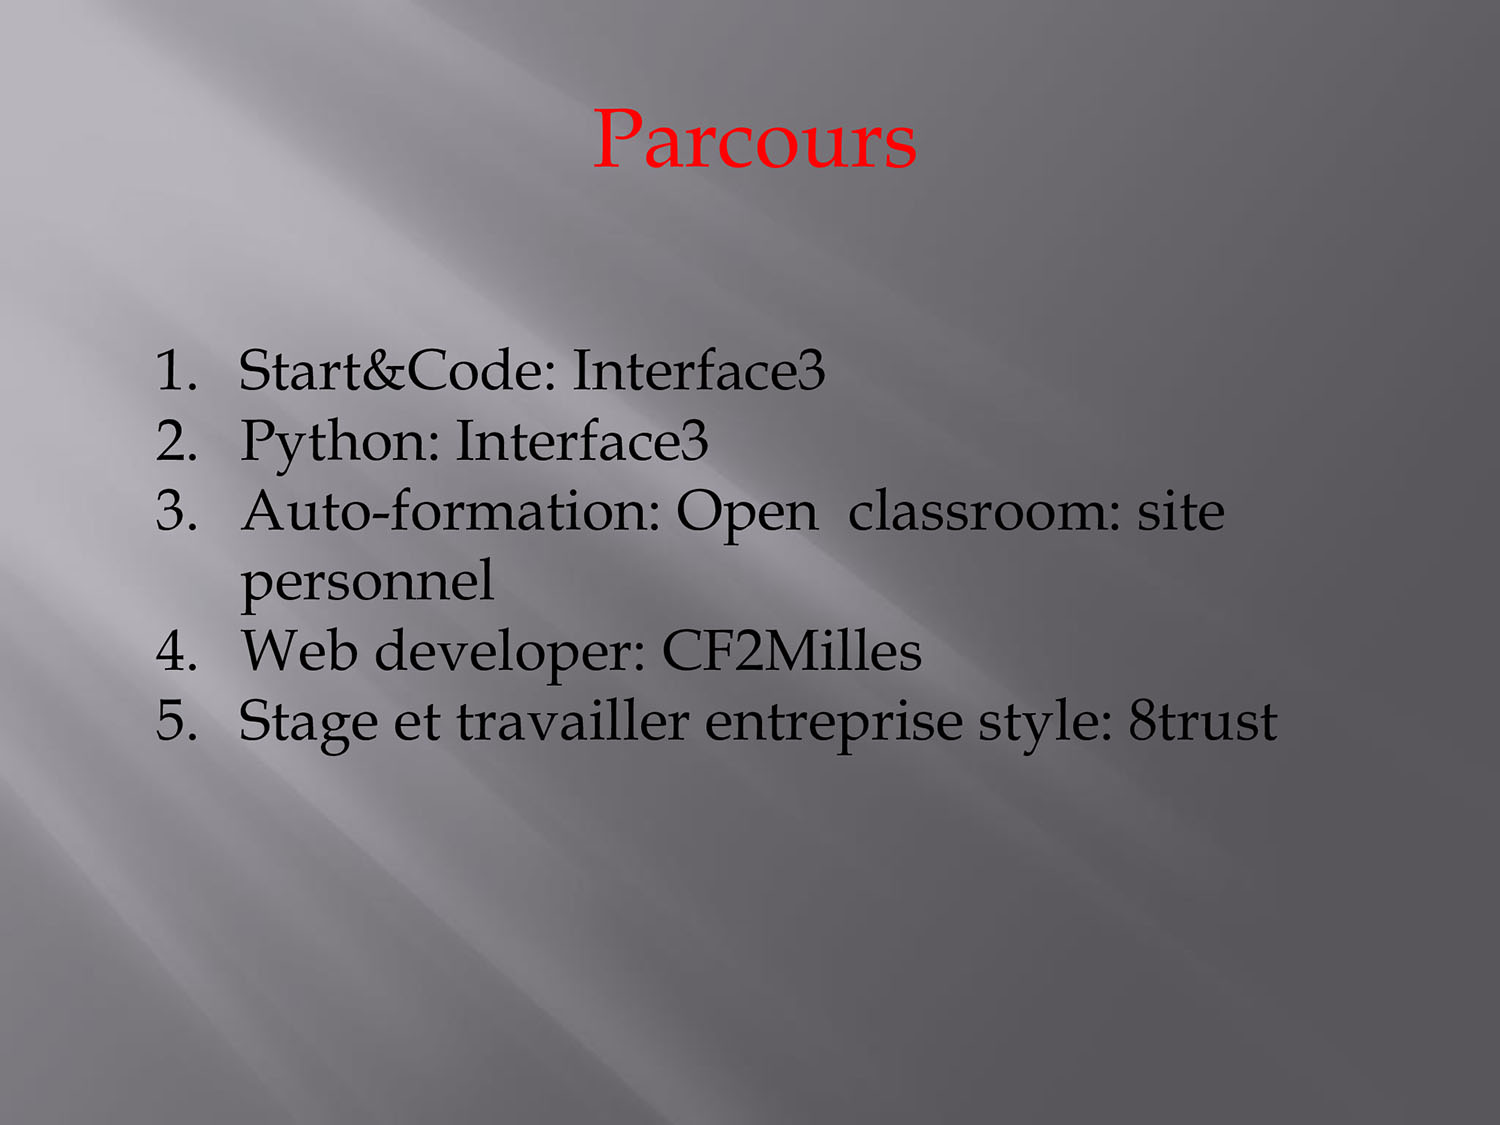 Parcours
1. Start&Code: Interface3
2. Python: Interface3
3. Auto-formation: Open  classroom: site
personnel
4. Web developer: CF2Milles
5. Stage et travailler entreprise style: 8trust